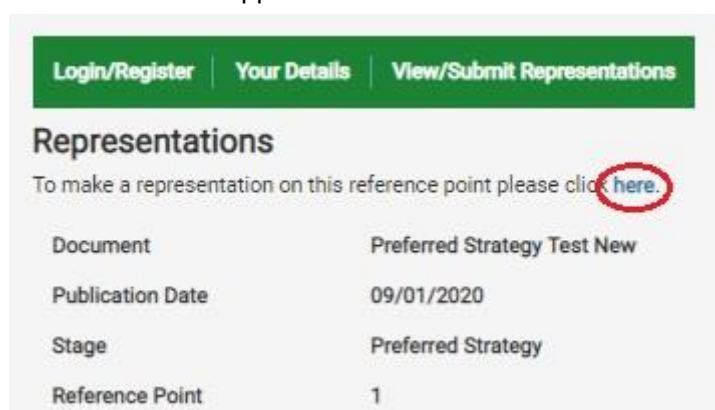 Login/Register Your Details View/Submit Representations
Representations
To make a representation on this reference point please click here.
Document Preferred Strategy Test New
Publication Date 09/01/2020
Stage Preferred Strategy
Reference Point 1